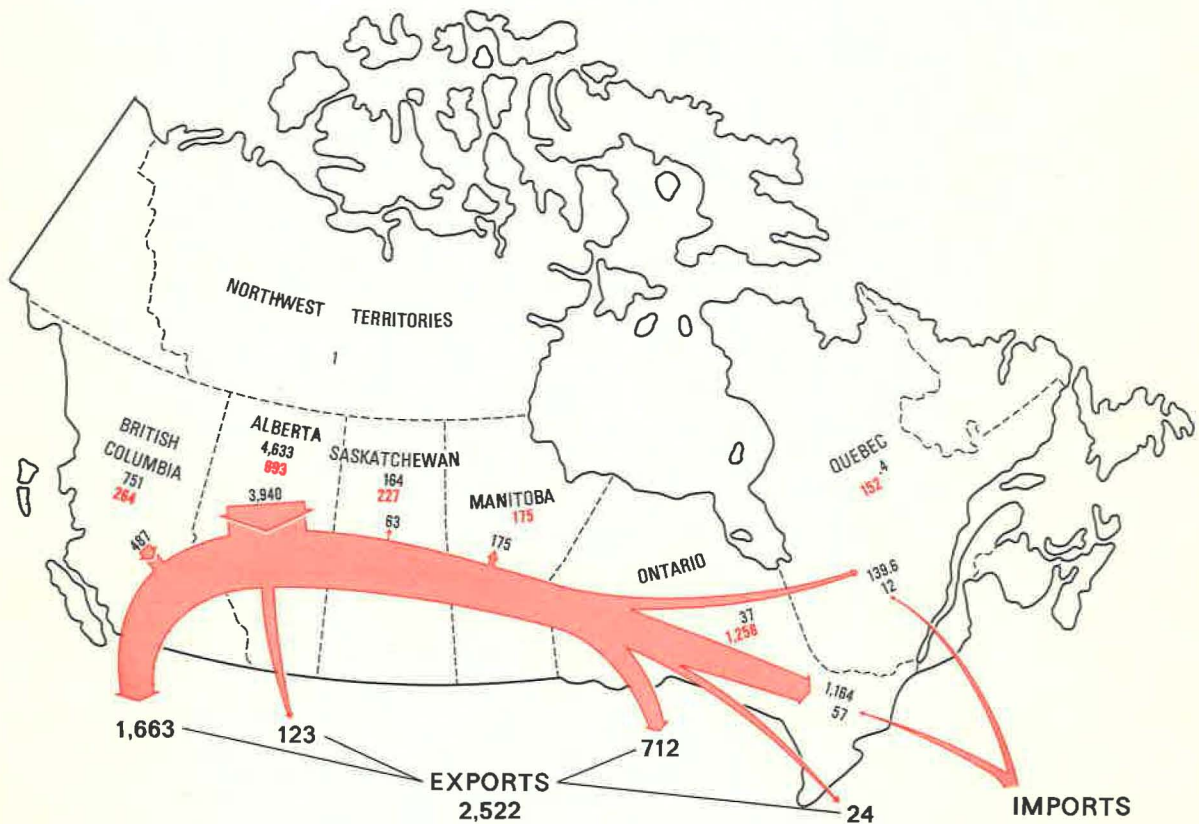 NORTHWEST TERRITORIES
1
BRITISH
COLUMBIA
751
264
487
ALBERTA
4,633
893
3,940
SASKATCHEWAN
164
227
63
MANITOBA
175
175
ONTARIO
37
1,256
QUEBEC
.4
152
139.6
12
1,164
57
1,663
123
712
24
EXPORTS
2,522
IMPORTS